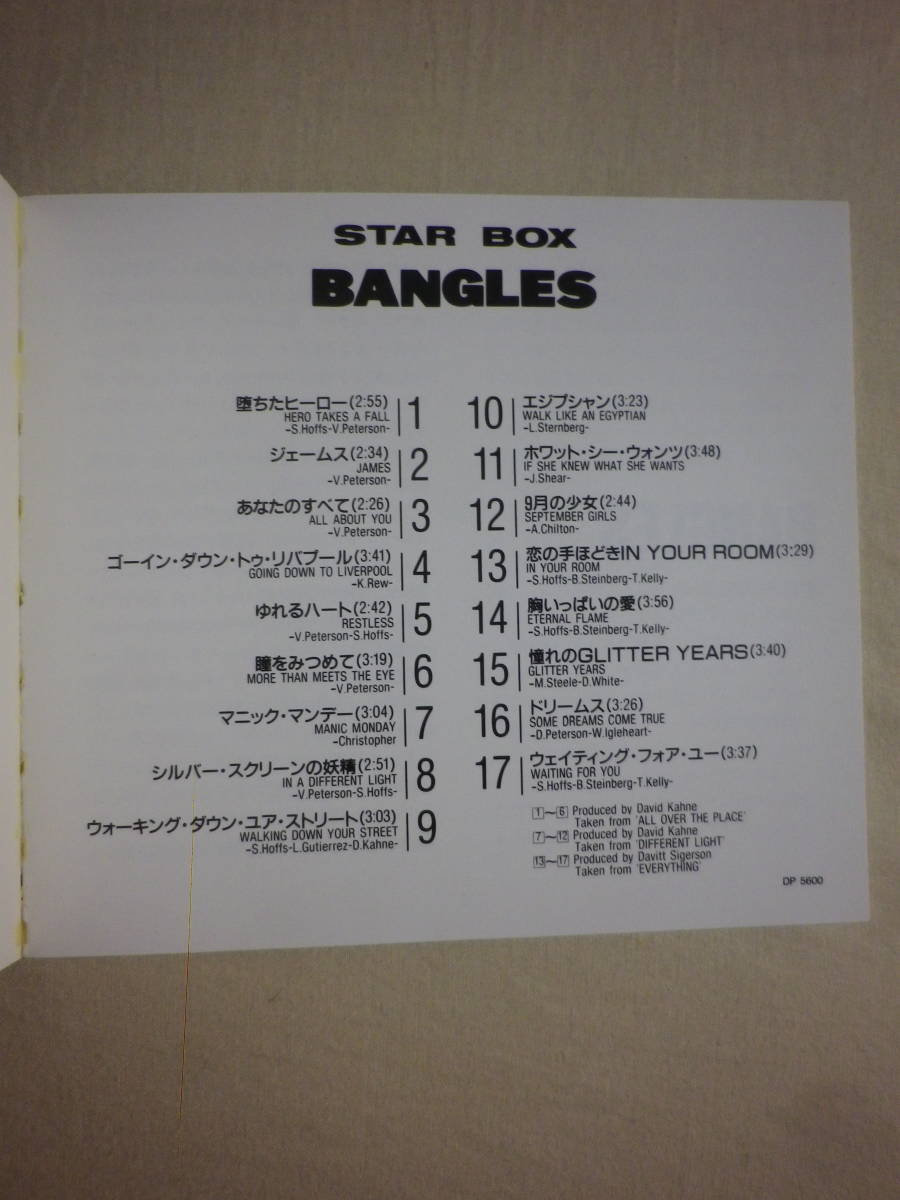 STAR BOX
BANGLES
堕ちたヒーロー(2:55)
HERO TAKES A FALL
-S.Hoffs-V.Peterson-
1
ジェームス(2:34)
JAMES
-V.Peterson-
2
あなたのすべて(2:26)
ALL ABOUT YOU
-V.Peterson-
3
ゴーイン・ダウン・トゥ・リバプール(3:41)
GOING DOWN TO LIVERPOOL
-K.Rew-
4
ゆれるハート(2:42)
RESTLESS
-V.Peterson-S.Hoffs-
5
瞳をみつめて(3:19)
MORE THAN MEETS THE EYE
-V.Peterson-
6
マニック・マンデー(3:04)
MANIC MONDAY
-Christopher
7
シルバー・スクリーンの妖精(2:51)
IN A DIFFERENT LIGHT
-V.Peterson-S.Hoffs-
8
ウォーキング・ダウン・ユア・ストリート(3:03)
WALKING DOWN YOUR STREET
-S.Hoffs-L.Gutierrez-D.Kahne-
9
10
エジプシャン(3:23)
WALK LIKE AN EGYPTIAN
-L.Sternberg-
11
ホワット・シー・ウォンツ(3:48)
IF SHE KNEW WHAT SHE WANTS
-J.Shear-
12
9月の少女(2:44)
SEPTEMBER GIRLS
-A.Chilton-
13
恋の手ほどきIN YOUR ROOM(3:29)
IN YOUR ROOM
-S.Hoffs-B.Steinberg-T.Kelly-
14
胸いっぱいの愛(3:56)
ETERNAL FLAME
-S.Hoffs-B.Steinberg-T.Kelly-
15
憧れのGLITTER YEARS(3:40)
GLITTER YEARS
-M.Steele-D.White-
16
ドリームス(3:26)
SOME DREAMS COME TRUE
-D.Peterson-W.Igleheart-
17
ウェイティング・フォア・ユー(3:37)
WAITING FOR YOU
-S.Hoffs-B.Steinberg-T.Kelly-
1~6 Produced by David Kahne
Taken from 'ALL OVER THE PLACE'
7~12 Produced by David Kahne
Taken from 'DIFFERENT LIGHT'
13~17 Produced by Davitt Sigerson
Taken from 'EVERYTHING'
DP 5600